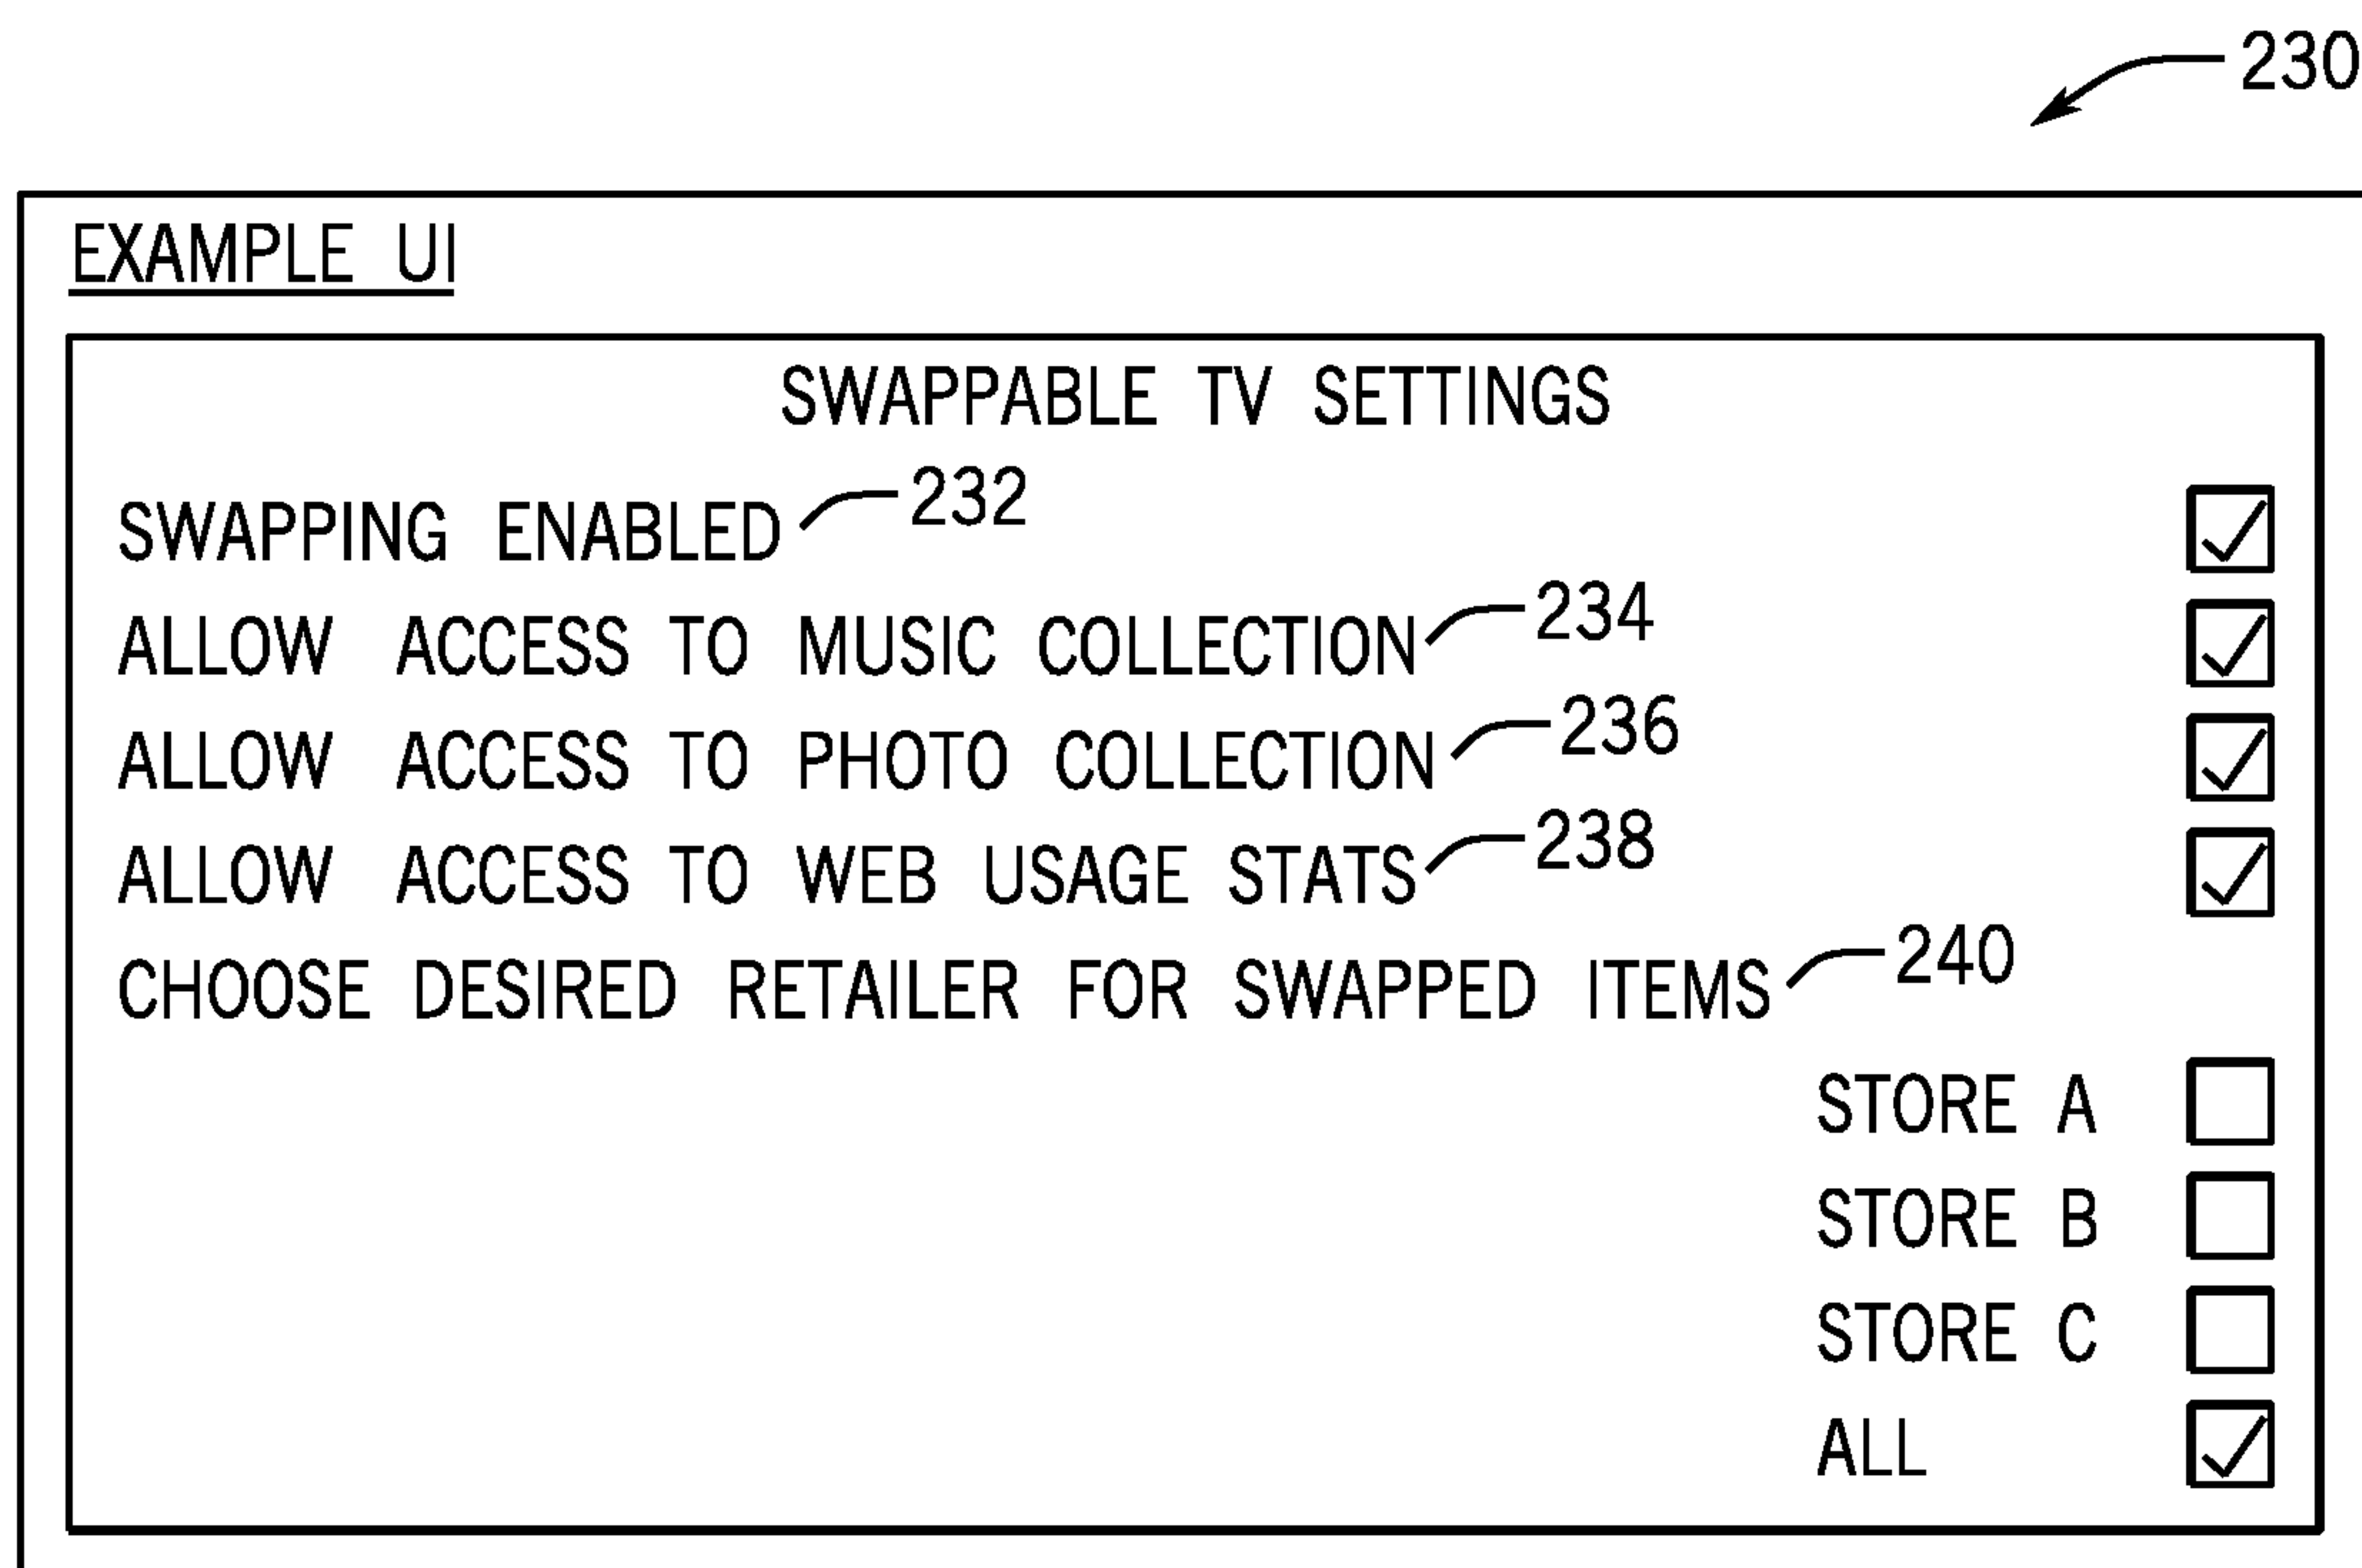 230
EXAMPLE UI
SWAPPABLE TV SETTINGS
SWAPPING ENABLED 232
ALLOW ACCESS TO MUSIC COLLECTION 234
ALLOW ACCESS TO PHOTO COLLECTION 236
ALLOW ACCESS TO WEB USAGE STATS 238
CHOOSE DESIRED RETAILER FOR SWAPPED ITEMS 240
STORE A
STORE B
STORE C
ALL